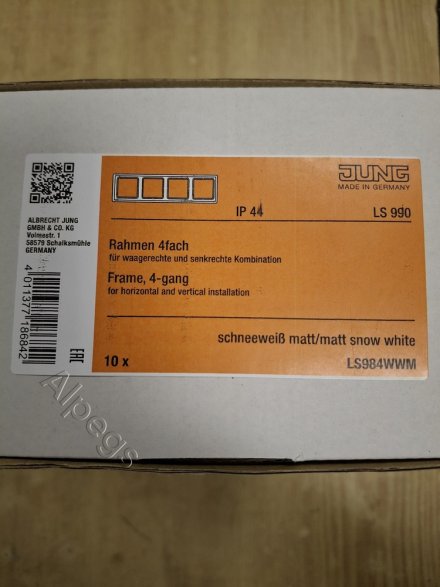 ALBRECHT JUNG
GMBH & CO. KG
Volmestr. 1
58579 Schalksmühle
GERMANY
4 011377 186842
EAC
JUNG
MADE IN GERMANY
IP 44
LS 990
Rahmen 4fach
für waagerechte und senkrechte Kombination
Frame, 4-gang
for horizontal and vertical installation
schneeweiß matt/matt snow white
10 x
LS984WWM
Alpegs